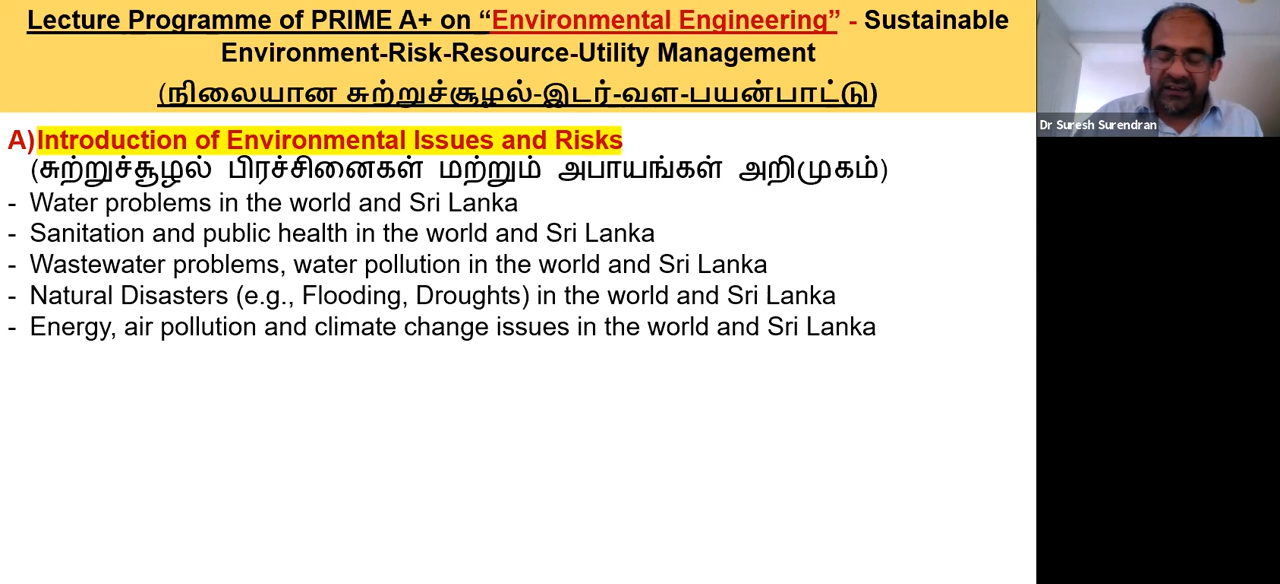 Lecture Programme of PRIME A+ on “Environmental Engineering” - Sustainable
Environment-Risk-Resource-Utility Management
(நிலையான சுற்றுச்சூழல்-இடர்-வள-பயன்பாட்டு)
Dr Suresh Surendran
A)Introduction of Environmental Issues and Risks
(சுற்றுச்சூழல் பிரச்சினைகள் மற்றும் அபாயங்கள் அறிமுகம்)
- Water problems in the world and Sri Lanka
- Sanitation and public health in the world and Sri Lanka
- Wastewater problems, water pollution in the world and Sri Lanka
- Natural Disasters (e.g., Flooding, Droughts) in the world and Sri Lanka
- Energy, air pollution and climate change issues in the world and Sri Lanka